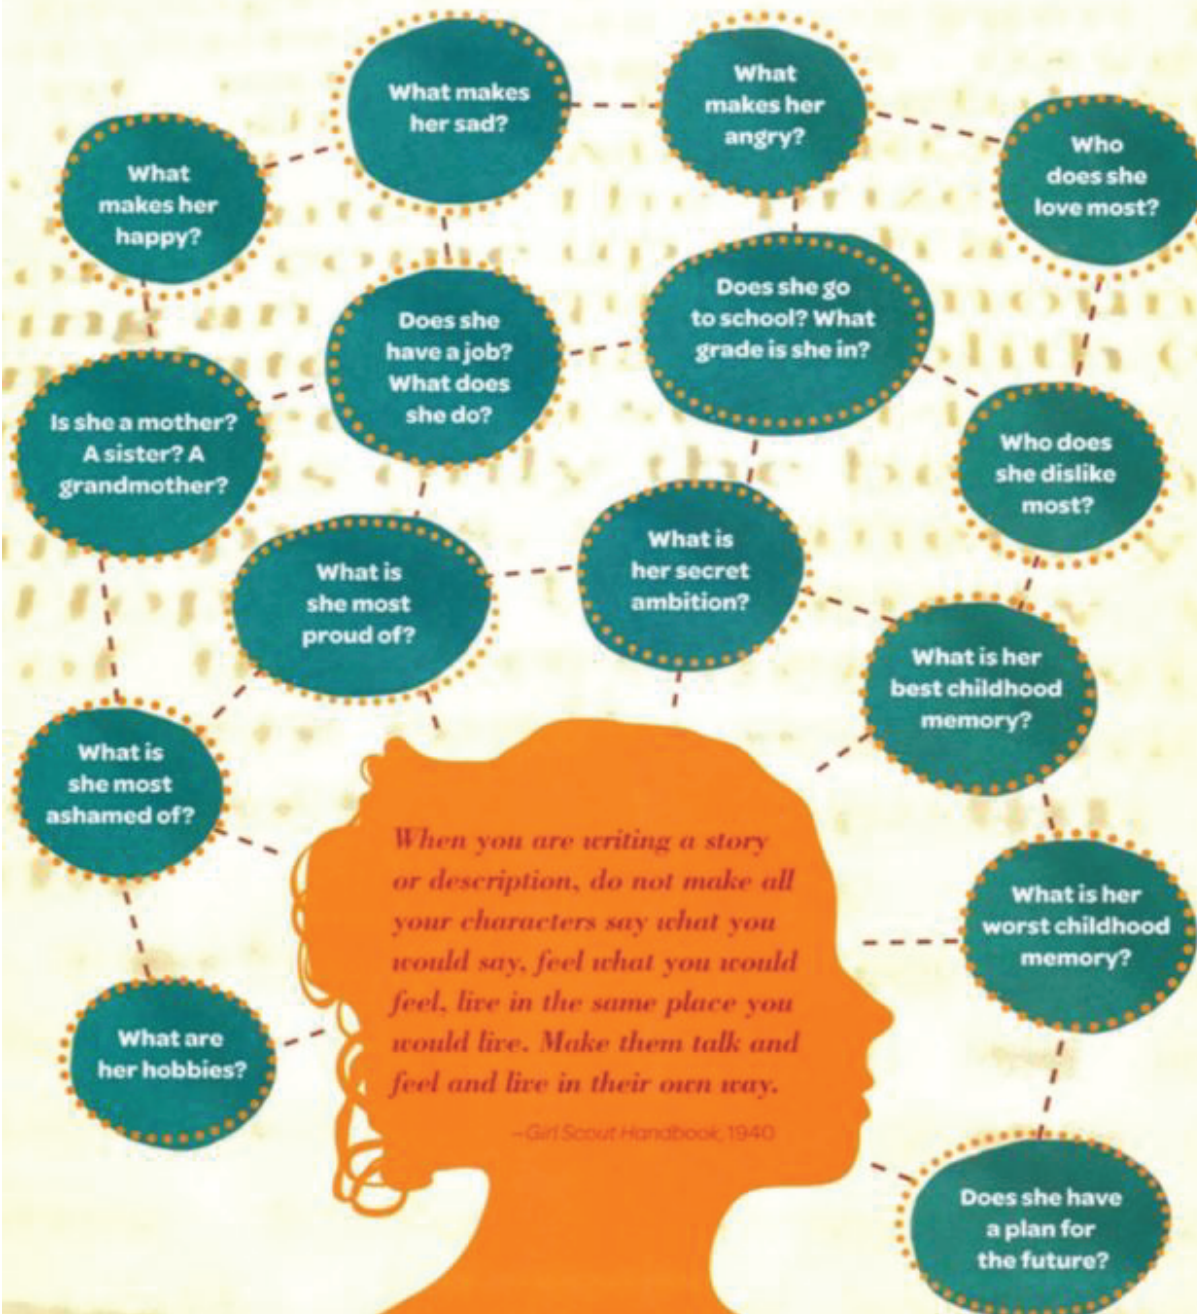 What makes
her sad?
What
makes her
angry?
Who
does she
love most?
What
makes her
happy?
Does she
have a job?
What does
she do?
Does she go
to school? What
grade is she in?
Is she a mother?
A sister? A
grandmother?
Who does
she dislike
most?
What is
she most
proud of?
What is
her secret
ambition?
What is her
best childhood
memory?
What is
she most
ashamed of?
When you are writing a story
or description, do not make all
your characters say what you
would say, feel what you would
feel, live in the same place you
would live. Make them talk and
feel and live in their own way.
–Girl Scout Handbook, 1940
What is her
worst childhood
memory?
What are
her hobbies?
Does she have
a plan for
the future?